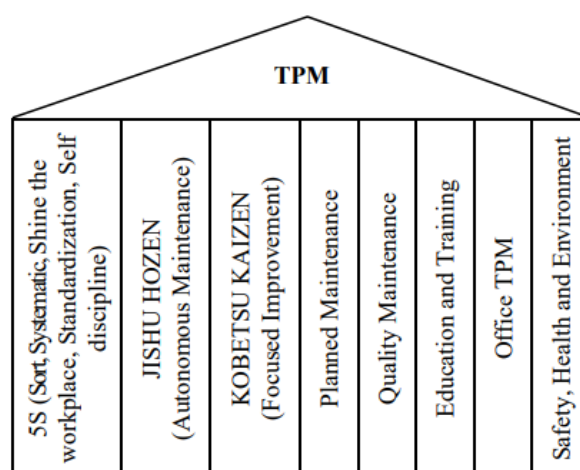 TPM
5S (Sort, Systematic, Shine the
workplace, Standardization, Self
discipline)
JISHU HOZEN
(Autonomous Maintenance)
KOBETSU KAIZEN
(Focused Improvement)
Planned Maintenance
Quality Maintenance
Education and Training
Office TPM
Safety, Health and Environment